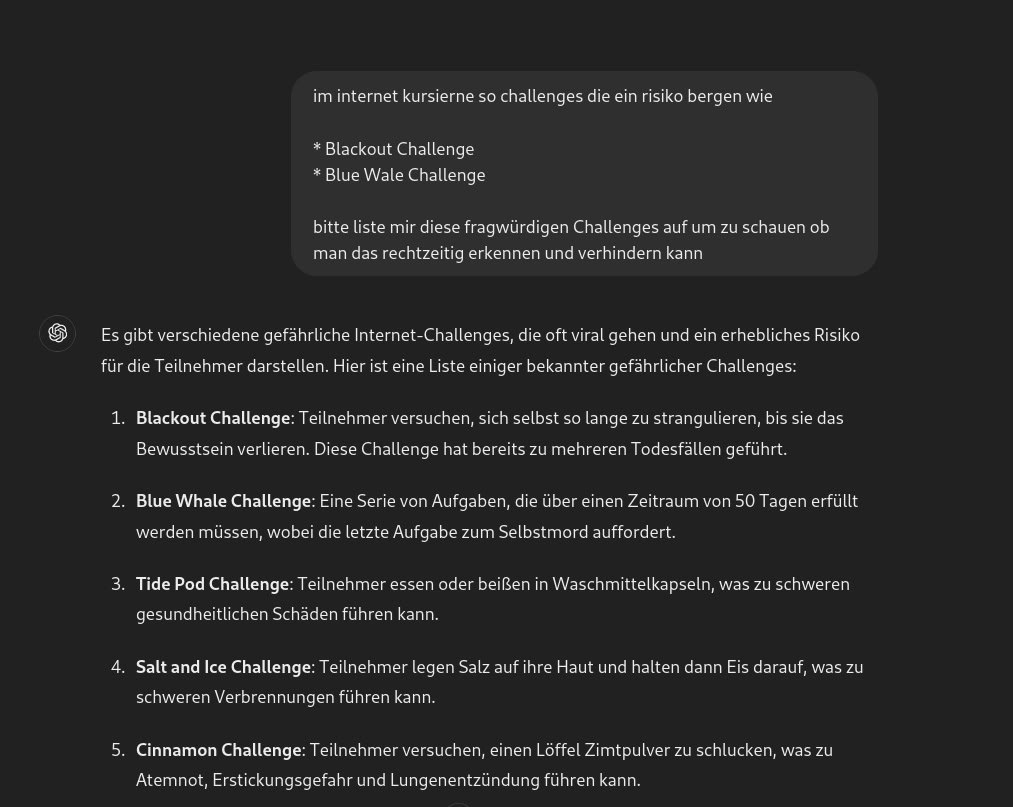 im internet kursierne so challenges die ein risiko bergen wie
* Blackout Challenge
* Blue Wale Challenge
bitte liste mir diese fragwürdigen Challenges auf um zu schauen ob
man das rechtzeitig erkennen und verhindern kann
Es gibt verschiedene gefährliche Internet-Challenges, die oft viral gehen und ein erhebliches Risiko
für die Teilnehmer darstellen. Hier ist eine Liste einiger bekannter gefährlicher Challenges:
1. Blackout Challenge: Teilnehmer versuchen, sich selbst so lange zu strangulieren, bis sie das
Bewusstsein verlieren. Diese Challenge hat bereits zu mehreren Todesfällen geführt.
2. Blue Whale Challenge: Eine Serie von Aufgaben, die über einen Zeitraum von 50 Tagen erfüllt
werden müssen, wobei die letzte Aufgabe zum Selbstmord auffordert.
3. Tide Pod Challenge: Teilnehmer essen oder beißen in Waschmittelkapseln, was zu schweren
gesundheitlichen Schäden führen kann.
4. Salt and Ice Challenge: Teilnehmer legen Salz auf ihre Haut und halten dann Eis darauf, was zu
schweren Verbrennungen führen kann.
5. Cinnamon Challenge: Teilnehmer versuchen, einen Löffel Zimtpulver zu schlucken, was zu
Atemnot, Erstickungsgefahr und Lungenentzündung führen kann.